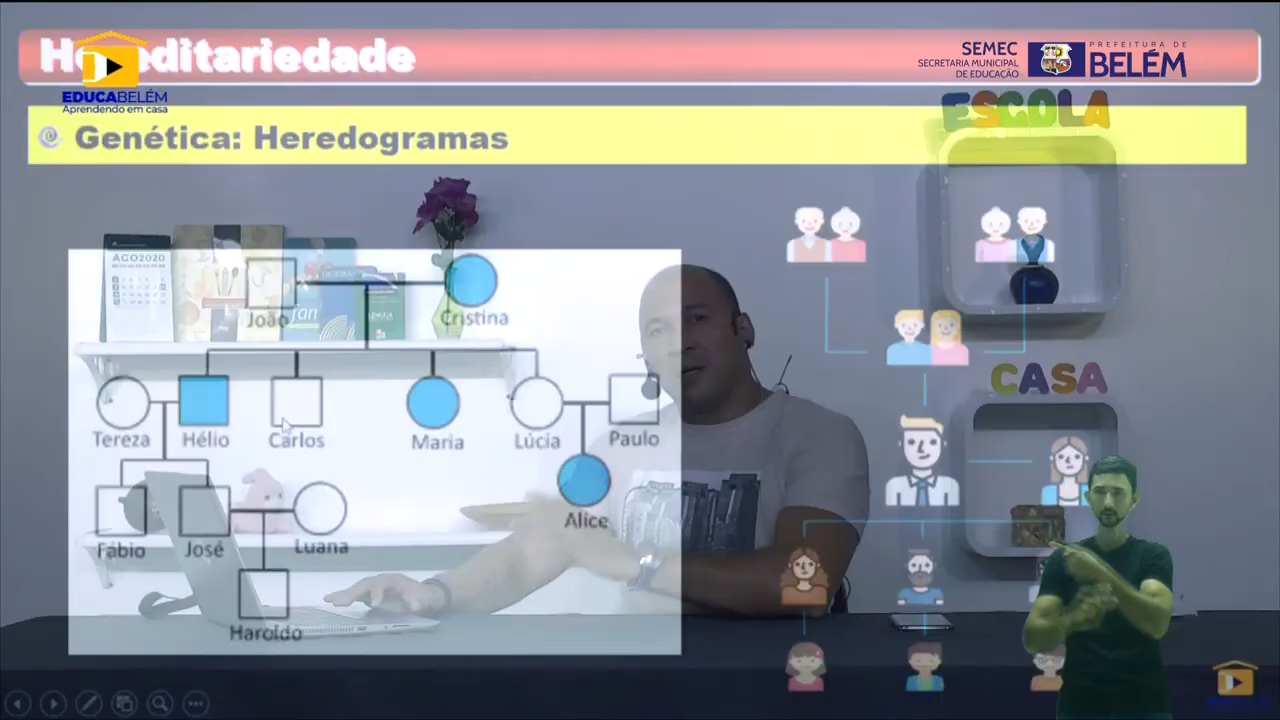 Hereditariedade
EDUCABELÉM
Aprendendo em casa
SEMEC
SECRETARIA MUNICIPAL
DE EDUCAÇÃO
PREFEITURA DE
BELÉM
ESCOLA
Genética: Heredogramas
AGO2020
fan
João
Cristina
Tereza
Hélio
Carlos
Maria
Lúcia
Paulo
CASA
Alice
Fábio
José
Luana
Haroldo